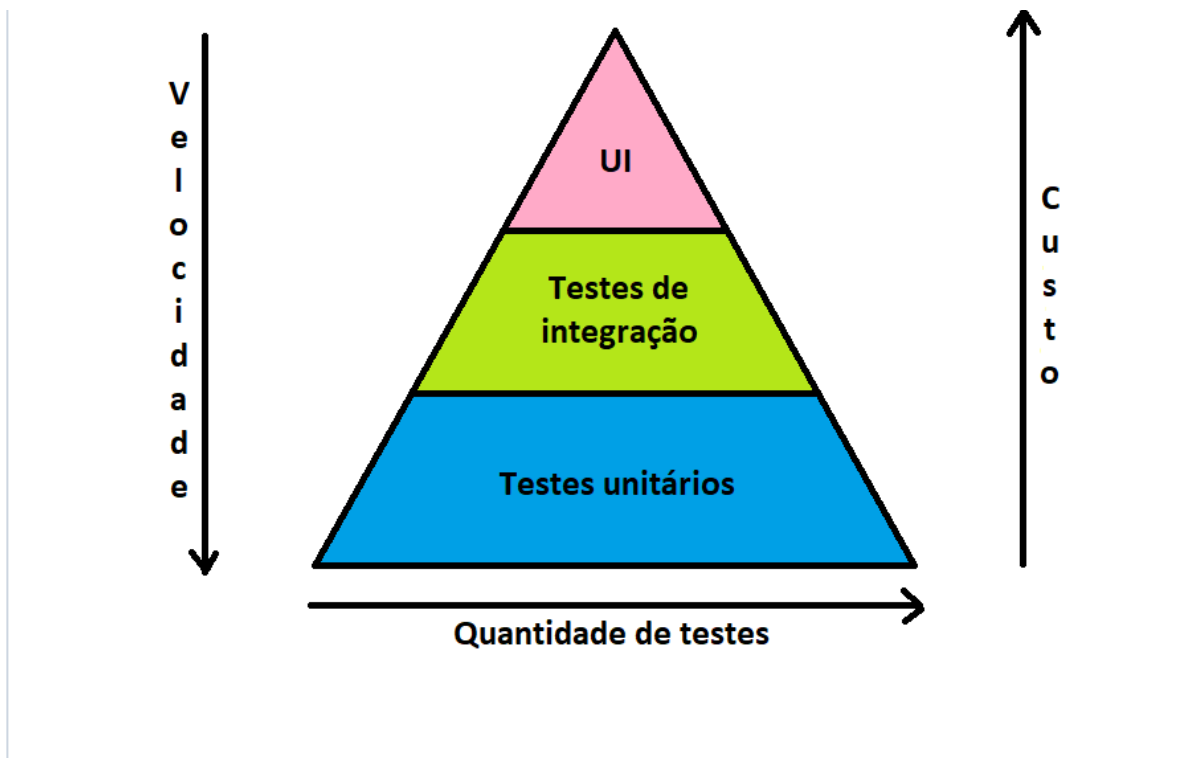 Velocidade
UI
Custo
Testes de
integração
Testes unitários
Quantidade de testes